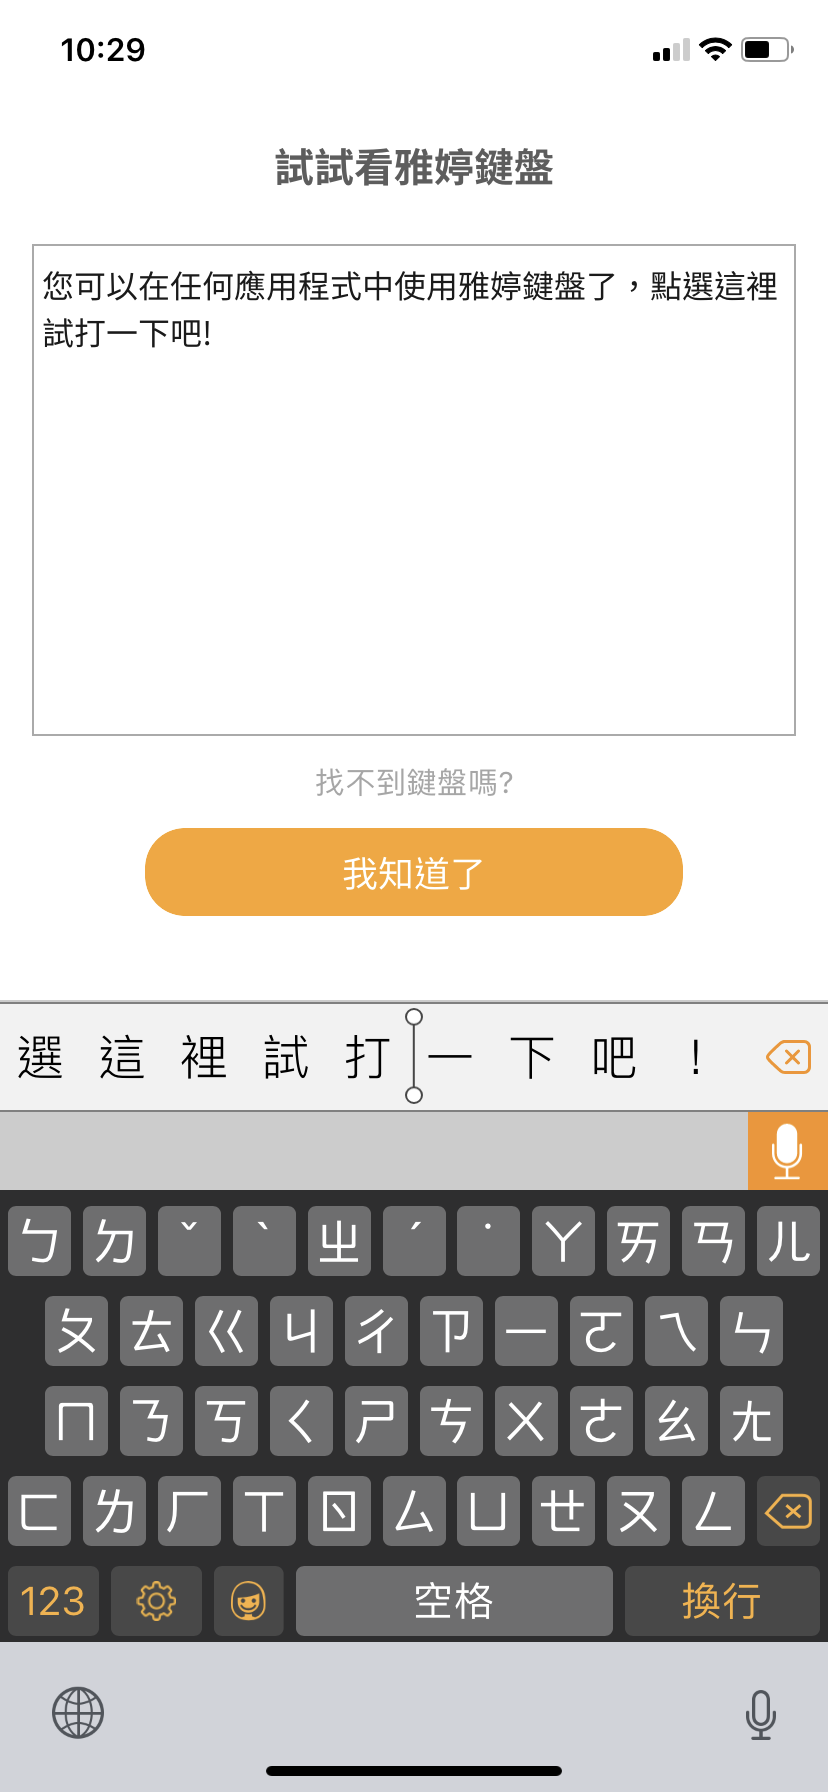 10:29
試試看雅婷鍵盤
您可以在任何應用程式中使用雅婷鍵盤了，點選這裡
試打一下吧!
找不到鍵盤嗎?
我知道了
選 這 裡 試 打 一 下 吧 ！
ㄅ ㄉ ˇ ˋ ㄓ ˊ ˙ ㄚ ㄞ ㄢ ㄦ
ㄆ ㄊ ㄍ ㄐ ㄔ ㄗ ㄧ ㄛ ㄟ ㄣ
ㄇ ㄋ ㄎ ㄑ ㄕ ㄘ ㄨ ㄜ ㄠ ㄤ
ㄈ ㄌ ㄏ ㄒ ㄖ ㄙ ㄩ ㄝ ㄡ ㄥ
123 空格 換行